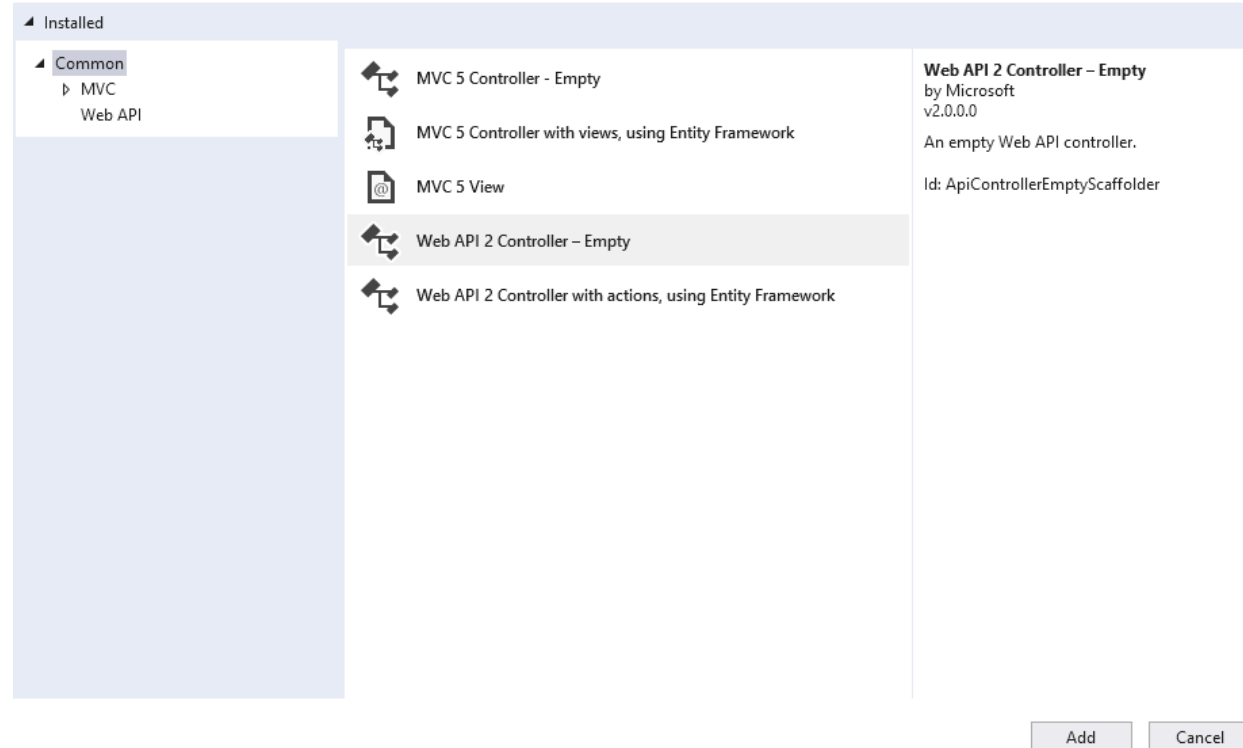 Installed
Common
MVC
Web API
MVC 5 Controller - Empty
MVC 5 Controller with views, using Entity Framework
MVC 5 View
Web API 2 Controller – Empty
Web API 2 Controller with actions, using Entity Framework
Web API 2 Controller – Empty
by Microsoft
v2.0.0.0
An empty Web API controller.
Id: ApiControllerEmptyScaffolder
Add
Cancel